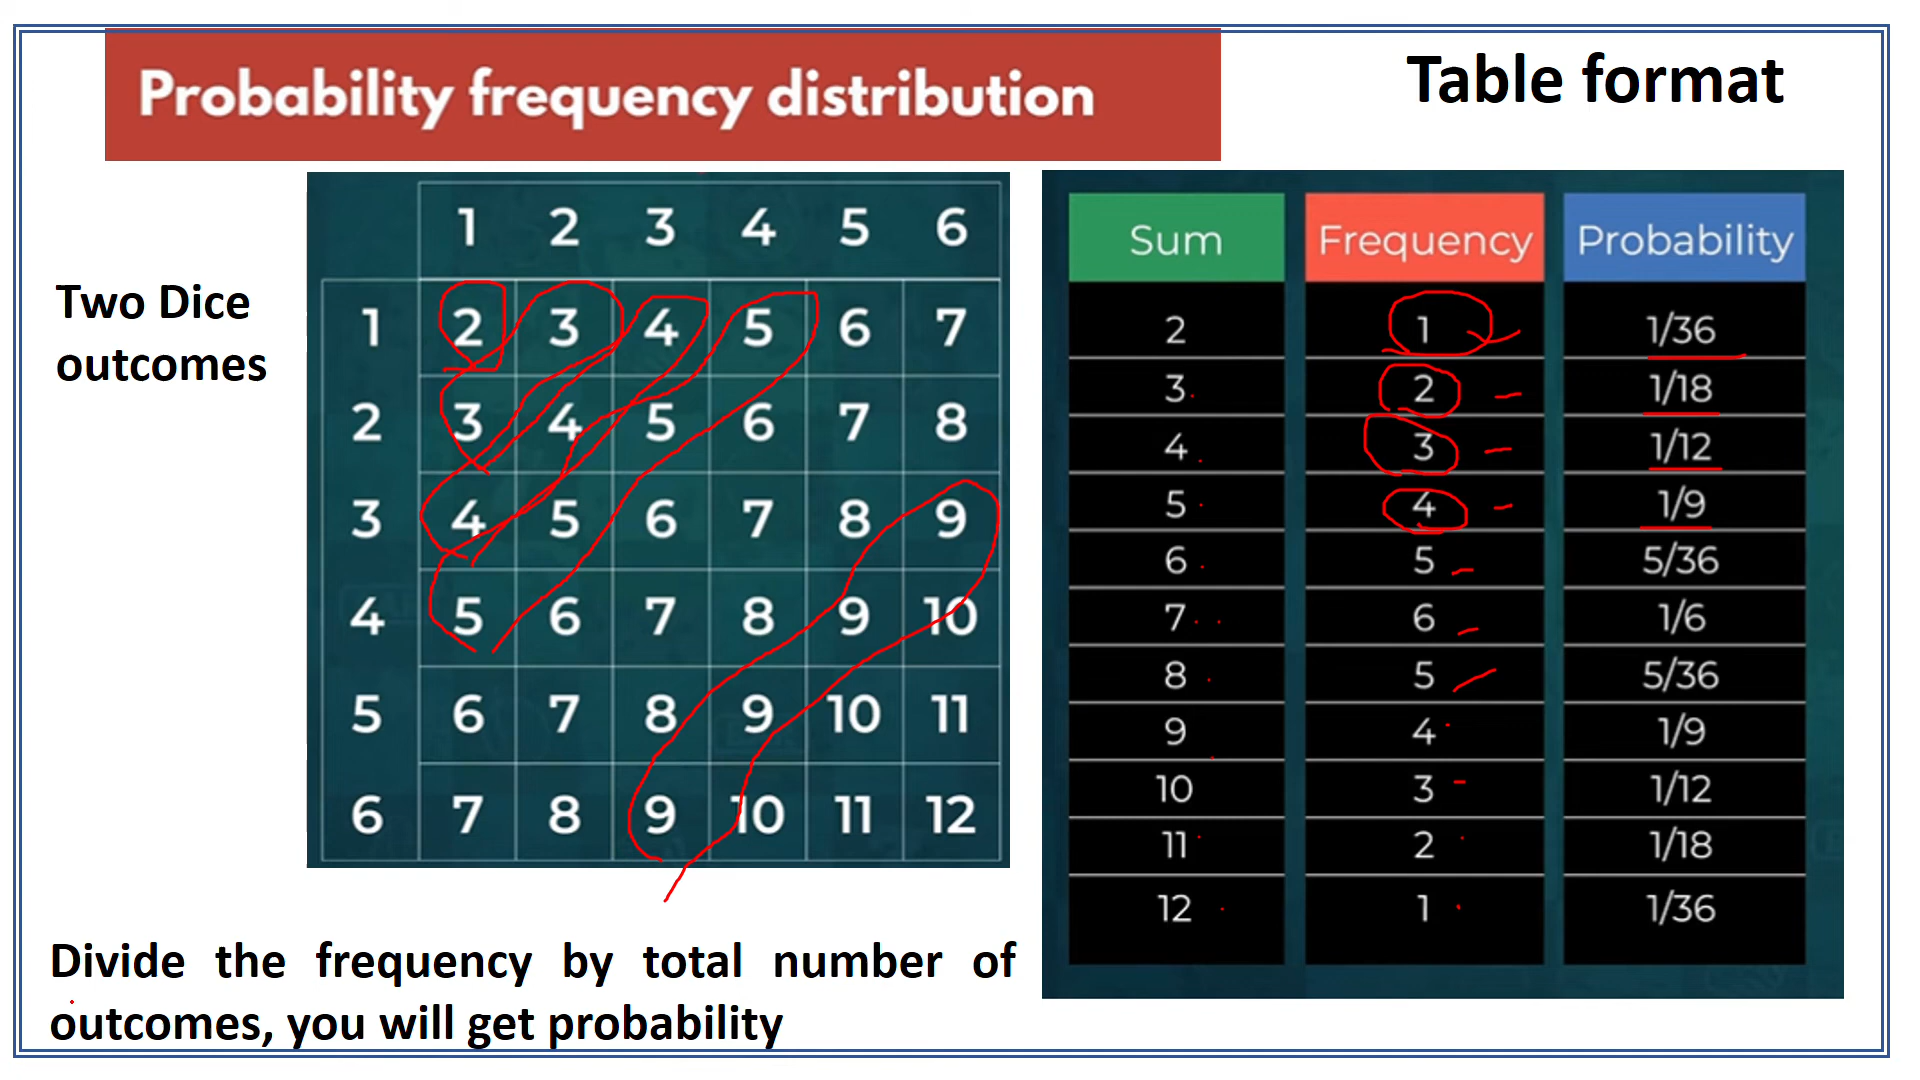 Probability frequency distribution
Table format
Two Dice
outcomes
1 2 3 4 5 6
1 2 3 4 5 6 7
2 3 4 5 6 7 8
3 4 5 6 7 8 9
4 5 6 7 8 9 10
5 6 7 8 9 10 11
6 7 8 9 10 11 12
Sum Frequency Probability
2 1 1/36
3 2 1/18
4 3 1/12
5 4 1/9
6 5 5/36
7 6 1/6
8 5 5/36
9 4 1/9
10 3 1/12
11 2 1/18
12 1 1/36
Divide the frequency by total number of
outcomes, you will get probability